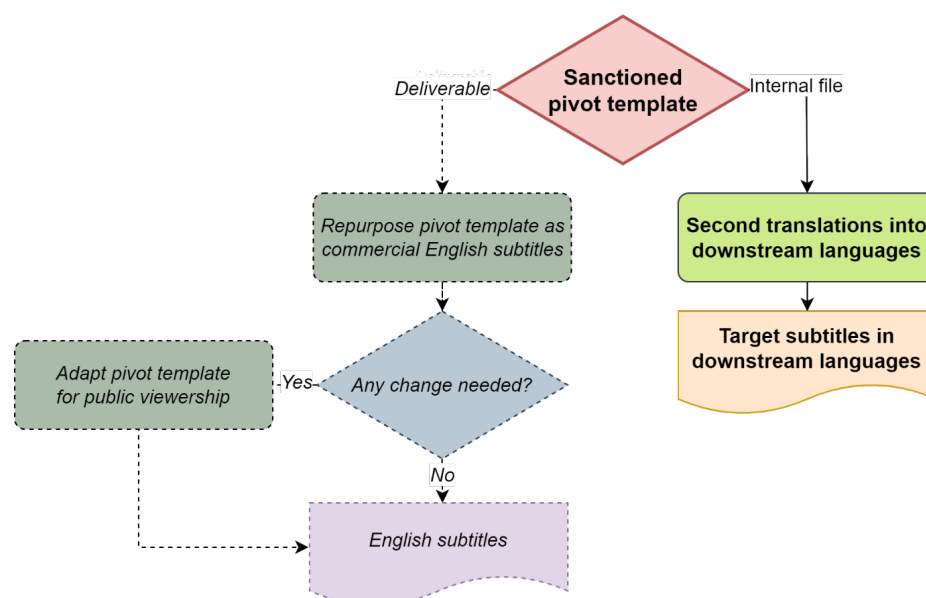 Sanctioned
pivot template
Deliverable
Internal file
Repurpose pivot template as
commercial English subtitles
Second translations into
downstream languages
Target subtitles in
downstream languages
Any change needed?
Yes
Adapt pivot template
for public viewership
No
English subtitles